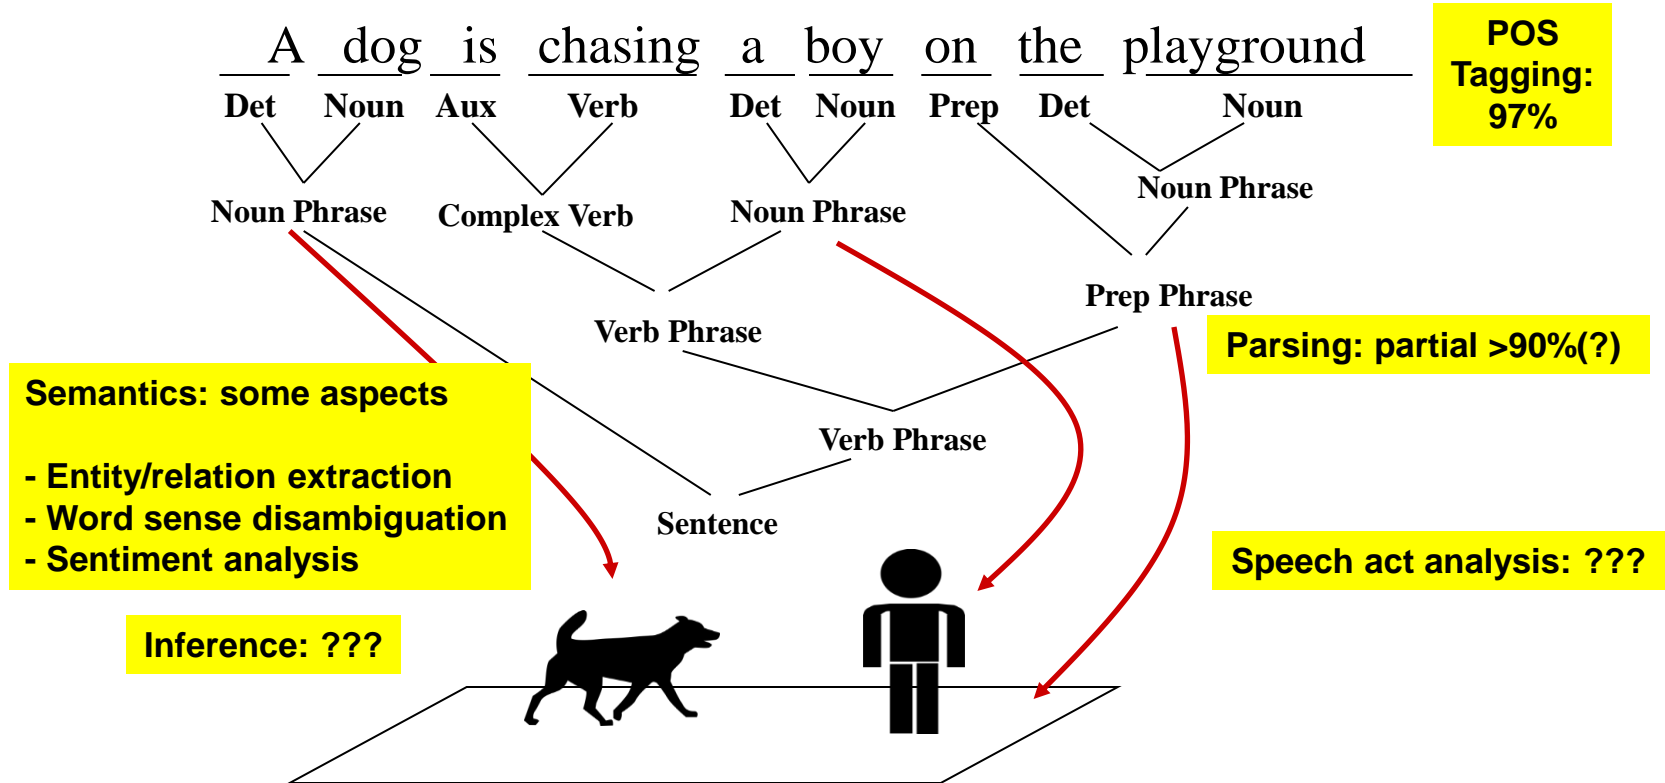 A dog is chasing a boy on the playground
POS
Tagging:
97%
Det Noun Aux Verb Det Noun Prep Det Noun
Noun Phrase
Noun Phrase Complex Verb Noun Phrase
Prep Phrase
Verb Phrase
Parsing: partial >90%(?)
Semantics: some aspects
- Entity/relation extraction
- Word sense disambiguation
- Sentiment analysis
Verb Phrase
Sentence
Speech act analysis: ???
Inference: ???